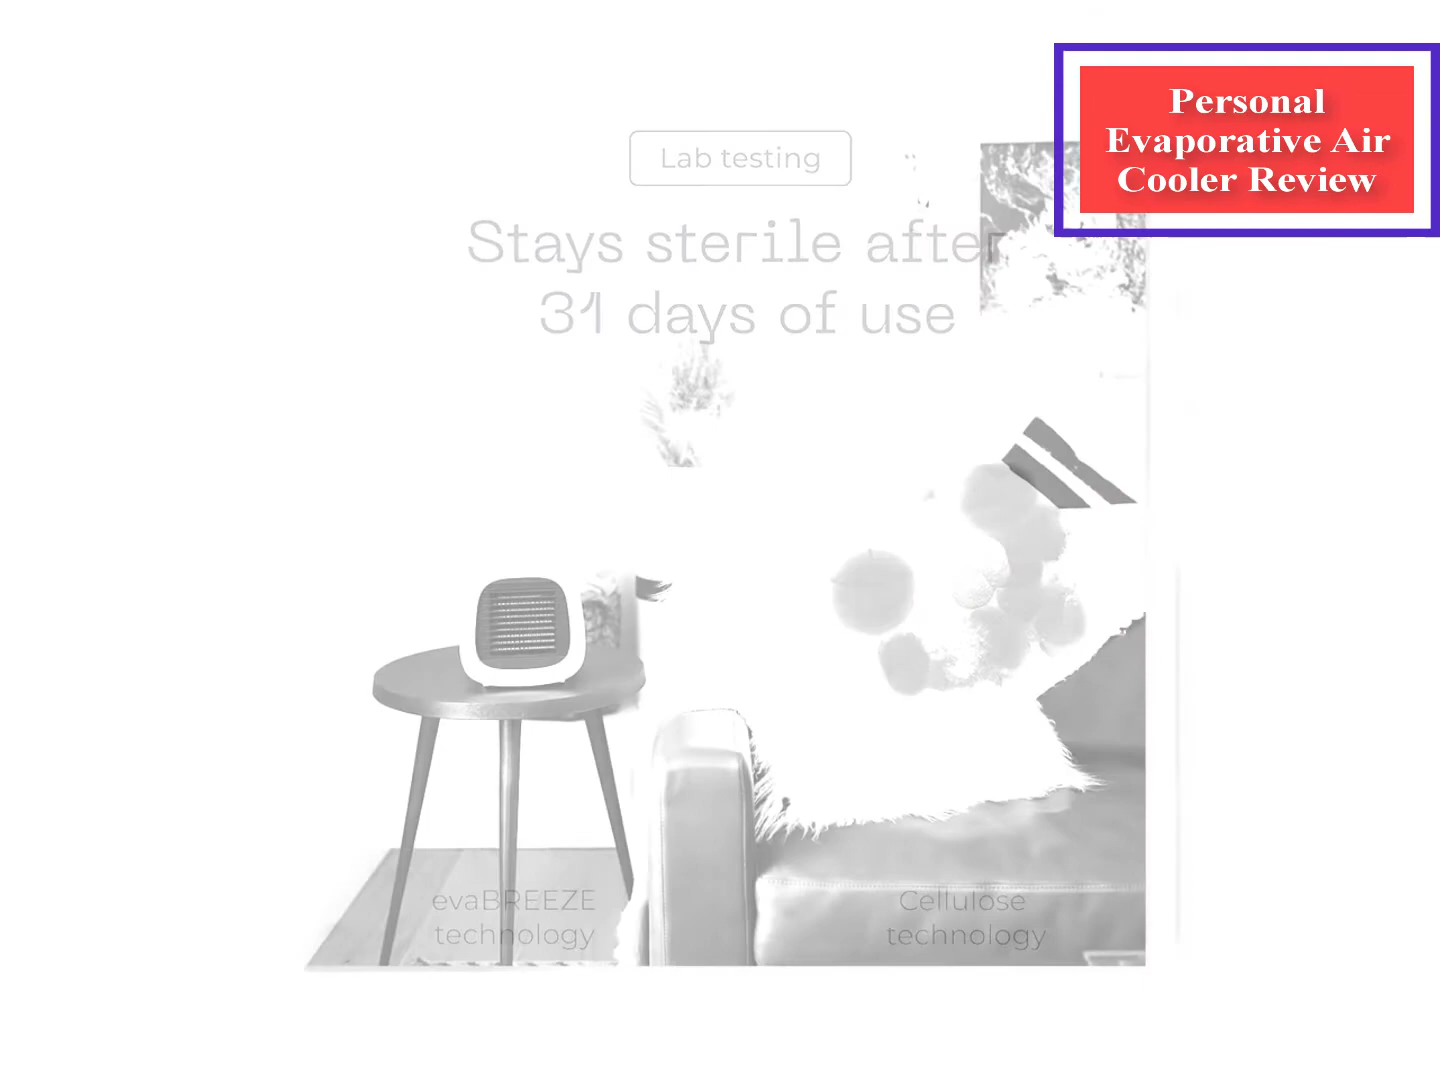 Personal
Evaporative Air
Cooler Review
Lab testing
Stays sterile after
31 days of use
evaBREEZE
technology
Cellulose
technology